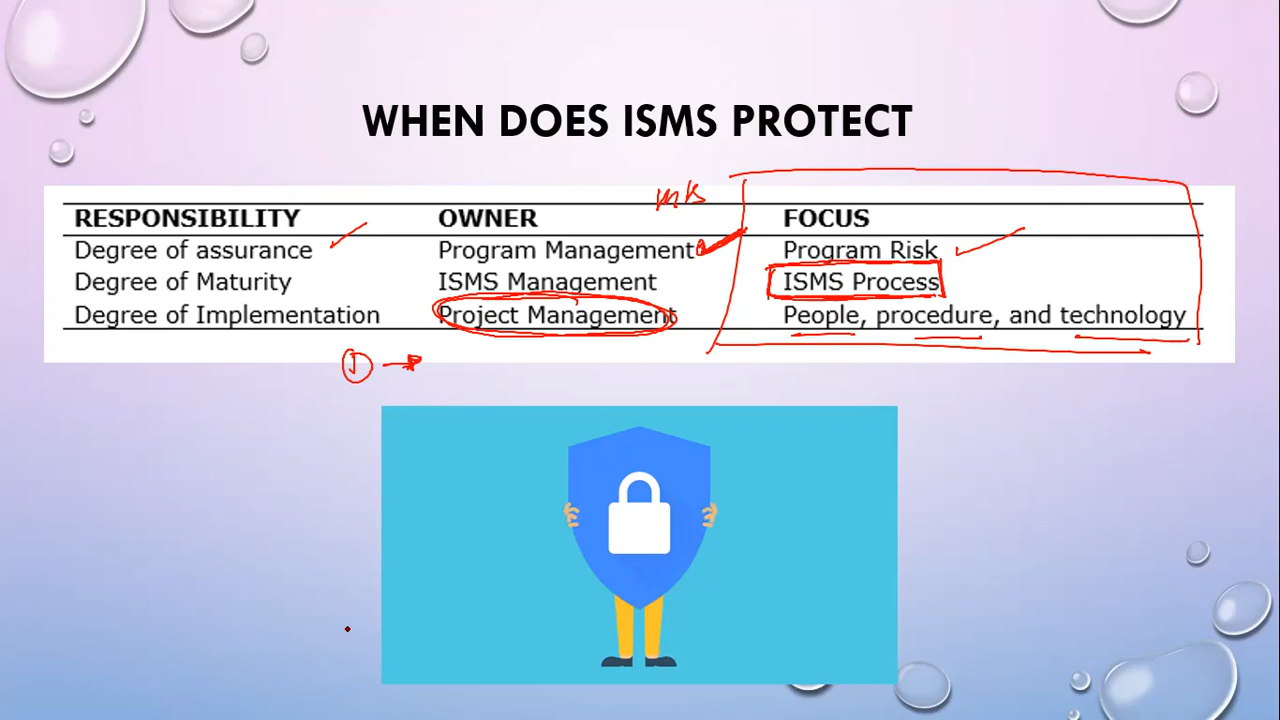 WHEN DOES ISMS PROTECT
RESPONSIBILITY OWNER FOCUS
Degree of assurance Program Management Program Risk
Degree of Maturity ISMS Management ISMS Process
Degree of Implementation Project Management People, procedure, and technology